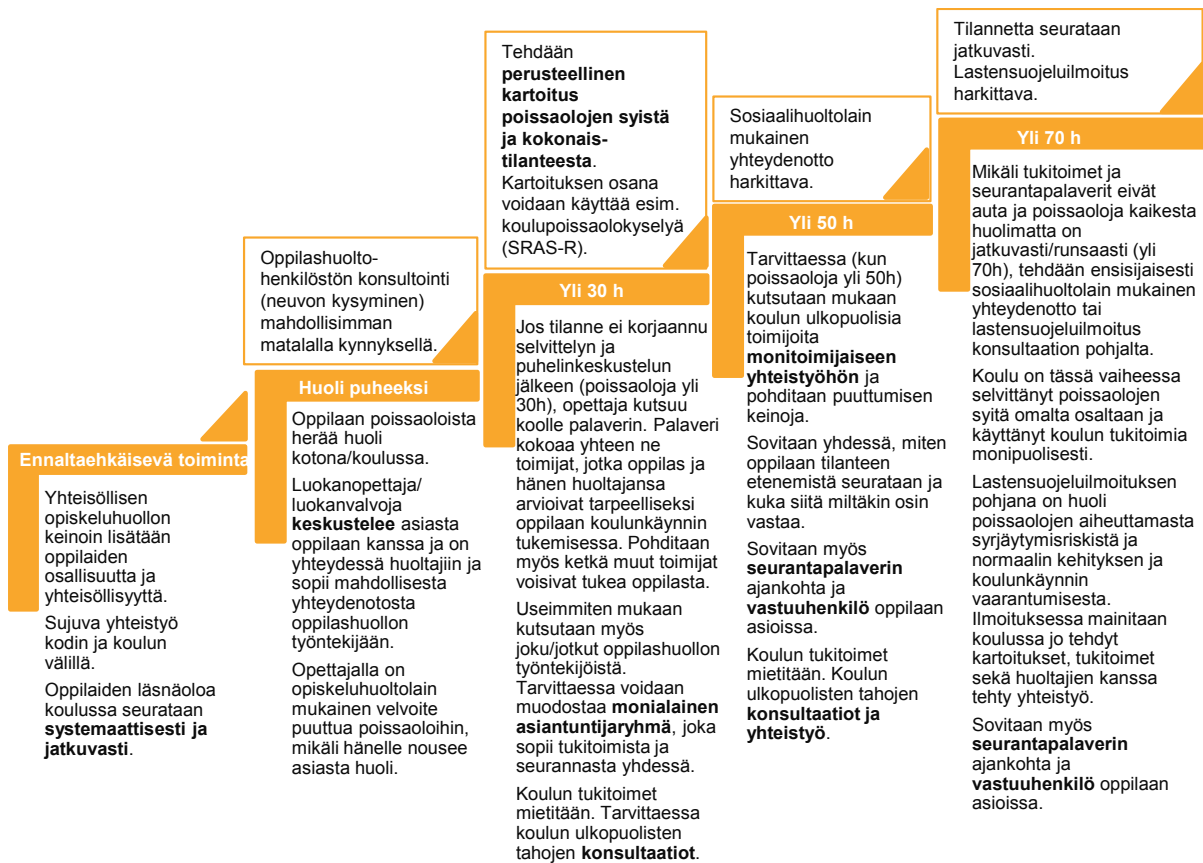 Ennaltaehkäisevä toiminta
Yhteisöllisen
opiskeluhuollon
keinoin lisätään
oppilaiden
osallisuutta ja
yhteisöllisyyttä.
Sujuva yhteistyö
kodin ja koulun
välillä.
Oppilaiden läsnäoloa
koulussa seurataan
systemaattisesti ja
jatkuvasti.
Oppilashuolto-
henkilöstön konsultointi
(neuvon kysyminen)
mahdollisimman
matalalla kynnyksellä.
Huoli puheeksi
Oppilaan poissaoloista
herää huoli
kotona/koulussa.
Luokanopettaja/
luokanvalvoja
keskustelee asiasta
oppilaan kanssa ja on
yhteydessä huoltajiin ja
sopii mahdollisesta
yhteydenotosta
oppilashuollon
työntekijään.
Opettajalla on
opiskeluhuoltolain
mukainen velvoite
puuttua poissaoloihin,
mikäli hänelle nousee
asiasta huoli.
Tehdään
perusteellinen
kartoitus
poissaolojen syistä
ja kokonais-
tilanteesta.
Kartoituksen osana
voidaan käyttää esim.
koulupoissaolokyselyä
(SRAS-R).
Yli 30 h
Jos tilanne ei korjaannu
selvittelyn ja
puhelinkeskustelun
jälkeen (poissaoloja yli
30h), opettaja kutsuu
koolle palaverin. Palaveri
kokoaa yhteen ne
toimijat, jotka oppilas ja
hänen huoltajansa
arvioivat tarpeelliseksi
oppilaan koulunkäynnin
tukemisessa. Pohditaan
myös ketkä muut toimijat
voisivat tukea oppilasta.
Useimmiten mukaan
kutsutaan myös
joku/jotkut oppilashuollon
työntekijöistä.
Tarvittaessa voidaan
muodostaa monialainen
asiantuntijaryhmä, joka
sopii tukitoimista ja
seurannasta yhdessä.
Koulun tukitoimet
mietitään. Tarvittaessa
koulun ulkopuolisten
tahojen konsultaatiot.
Sosiaalihuoltolain
mukainen
yhteydenotto
harkittava.
Yli 50 h
Tarvittaessa (kun
poissaoloja yli 50h)
kutsutaan mukaan
koulun ulkopuolisia
toimijoita
monitoimijaiseen
yhteistyöhön ja
pohditaan puuttumisen
keinoja.
Sovitaan yhdessä, miten
oppilaan tilanteen
etenemistä seurataan ja
kuka siitä miltäkin osin
vastaa.
Sovitaan myös
seurantapalaverin
ajankohta ja
vastuuhenkilö oppilaan
asioissa.
Koulun tukitoimet
mietitään. Koulun
ulkopuolisten tahojen
konsultaatiot ja
yhteistyö.
Tilannetta seurataan
jatkuvasti.
Lastensuojeluilmoitus
harkittava.
Yli 70 h
Mikäli tukitoimet ja
seurantapalaverit eivät
auta ja poissaoloja kaikesta
huolimatta on
jatkuvasti/runsaasti (yli
70h), tehdään ensisijaisesti
sosiaalihuoltolain mukainen
yhteydenotto tai
lastensuojeluilmoitus
konsultaation pohjalta.
Koulu on tässä vaiheessa
selvittänyt poissaolojen
syitä omalta osaltaan ja
käyttänyt koulun tukitoimia
monipuolisesti.
Lastensuojeluilmoituksen
pohjana on huoli
poissaolojen aiheuttamasta
syrjäytymisriskistä ja
normaalin kehityksen ja
koulunkäynnin
vaarantumisesta.
Ilmoituksessa mainitaan
koulussa jo tehdyt
kartoitukset, tukitoimet
sekä huoltajien kanssa
tehty yhteistyö.
Sovitaan myös
seurantapalaverin
ajankohta ja
vastuuhenkilö oppilaan
asioissa.